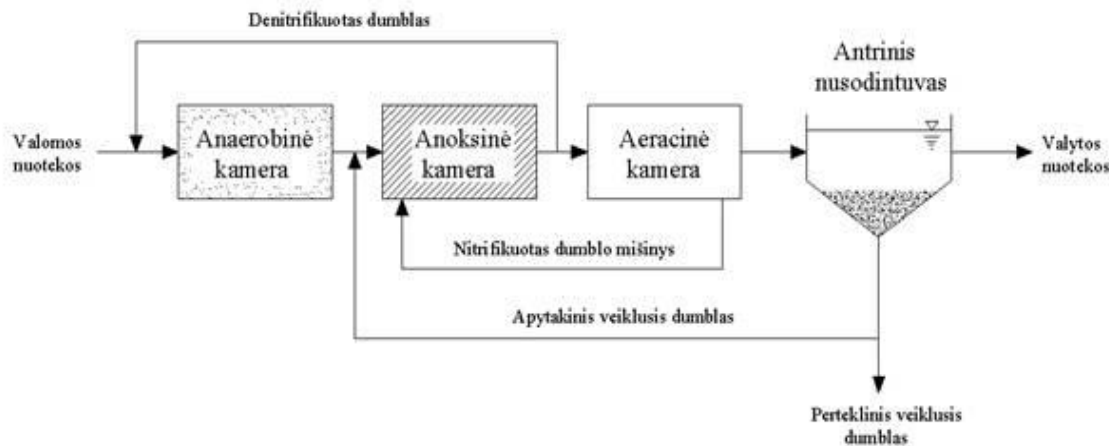 Denitrifikuotas dumblas
Antrinis
nusodintuvas
Valomos
nuotekos
Anaerobinė
kamera
Anoksinė
kamera
Aeracinė
kamera
Valytos
nuotekos
Nitrifikuotas dumblo mišinys
Apytakinis veiklusis dumblas
Perteklinis veiklusis
dumblas